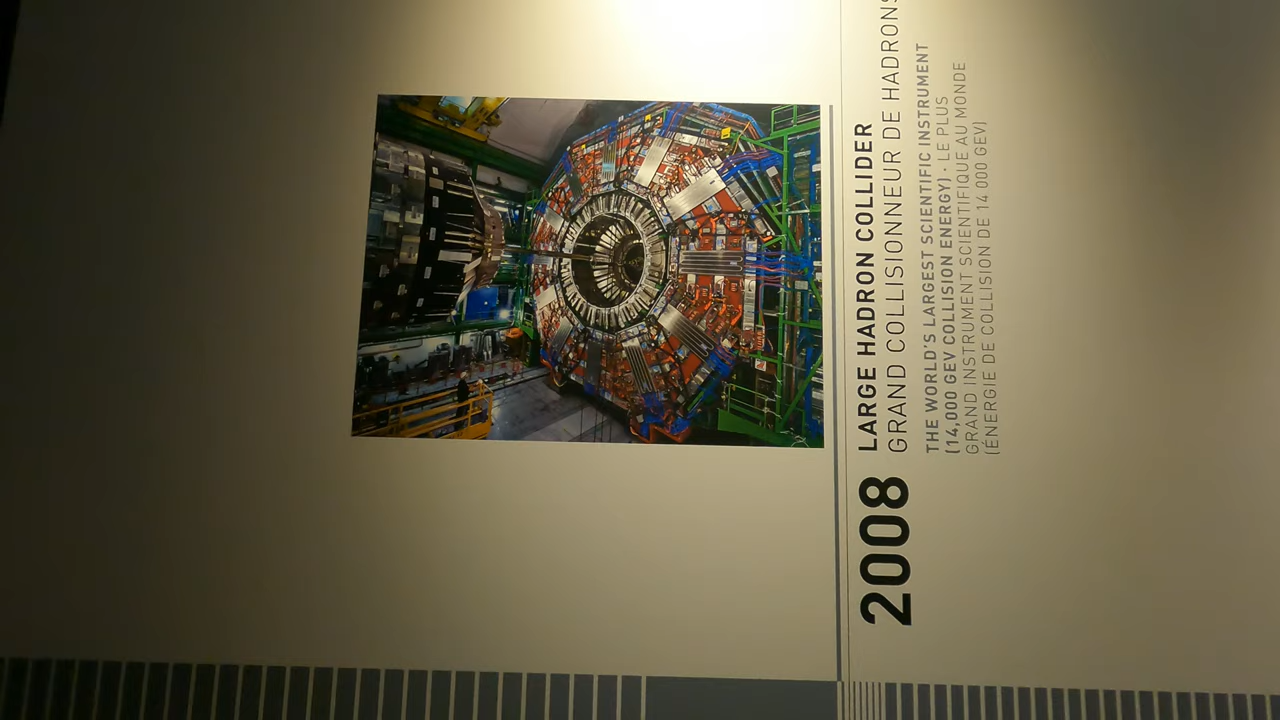 2008
LARGE HADRON COLLIDER
GRAND COLLISIONNEUR DE HADRONS
THE WORLD'S LARGEST SCIENTIFIC INSTRUMENT
(14,000 GEV COLLISION ENERGY) · LE PLUS
GRAND INSTRUMENT SCIENTIFIQUE AU MONDE
(ÉNERGIE DE COLLISION DE 14 000 GEV)